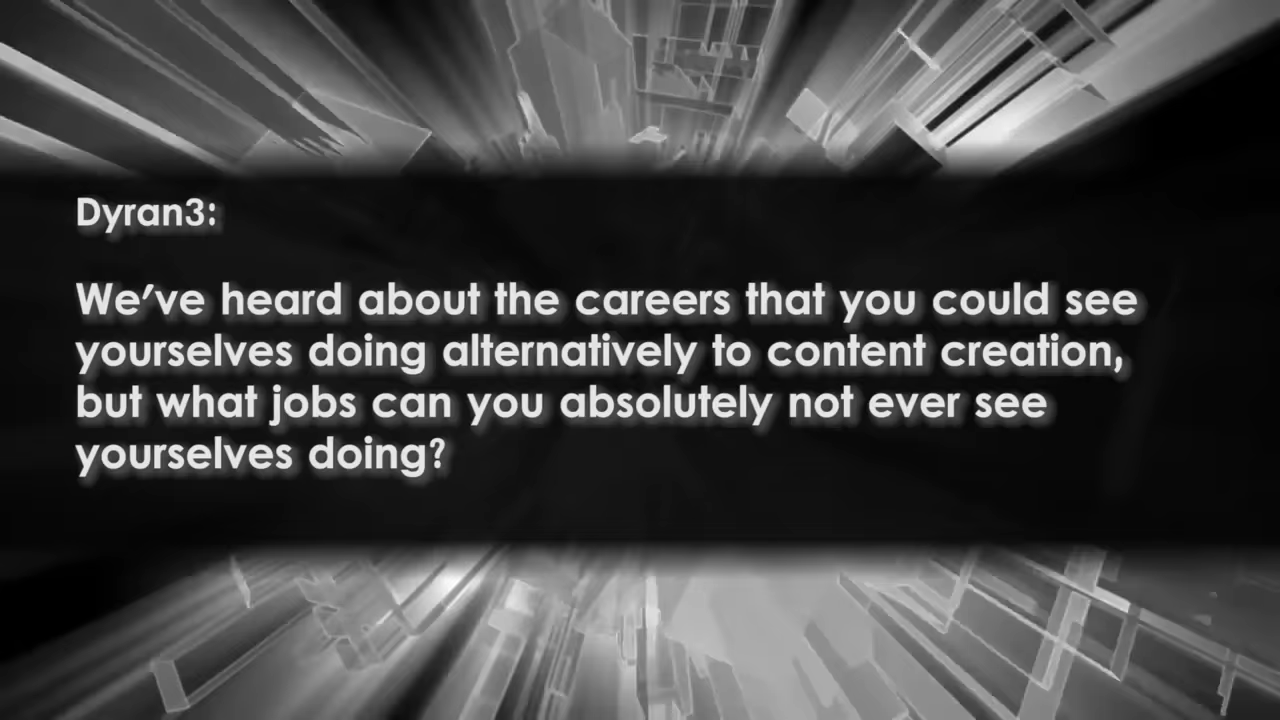 Dyran3:
We've heard about the careers that you could see
yourselves doing alternatively to content creation,
but what jobs can you absolutely not ever see
yourselves doing?